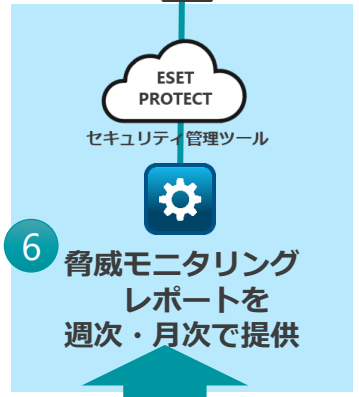 ESET
PROTECT
セキュリティ管理ツール
6
脅威モニタリング
レポートを
週次・月次で提供